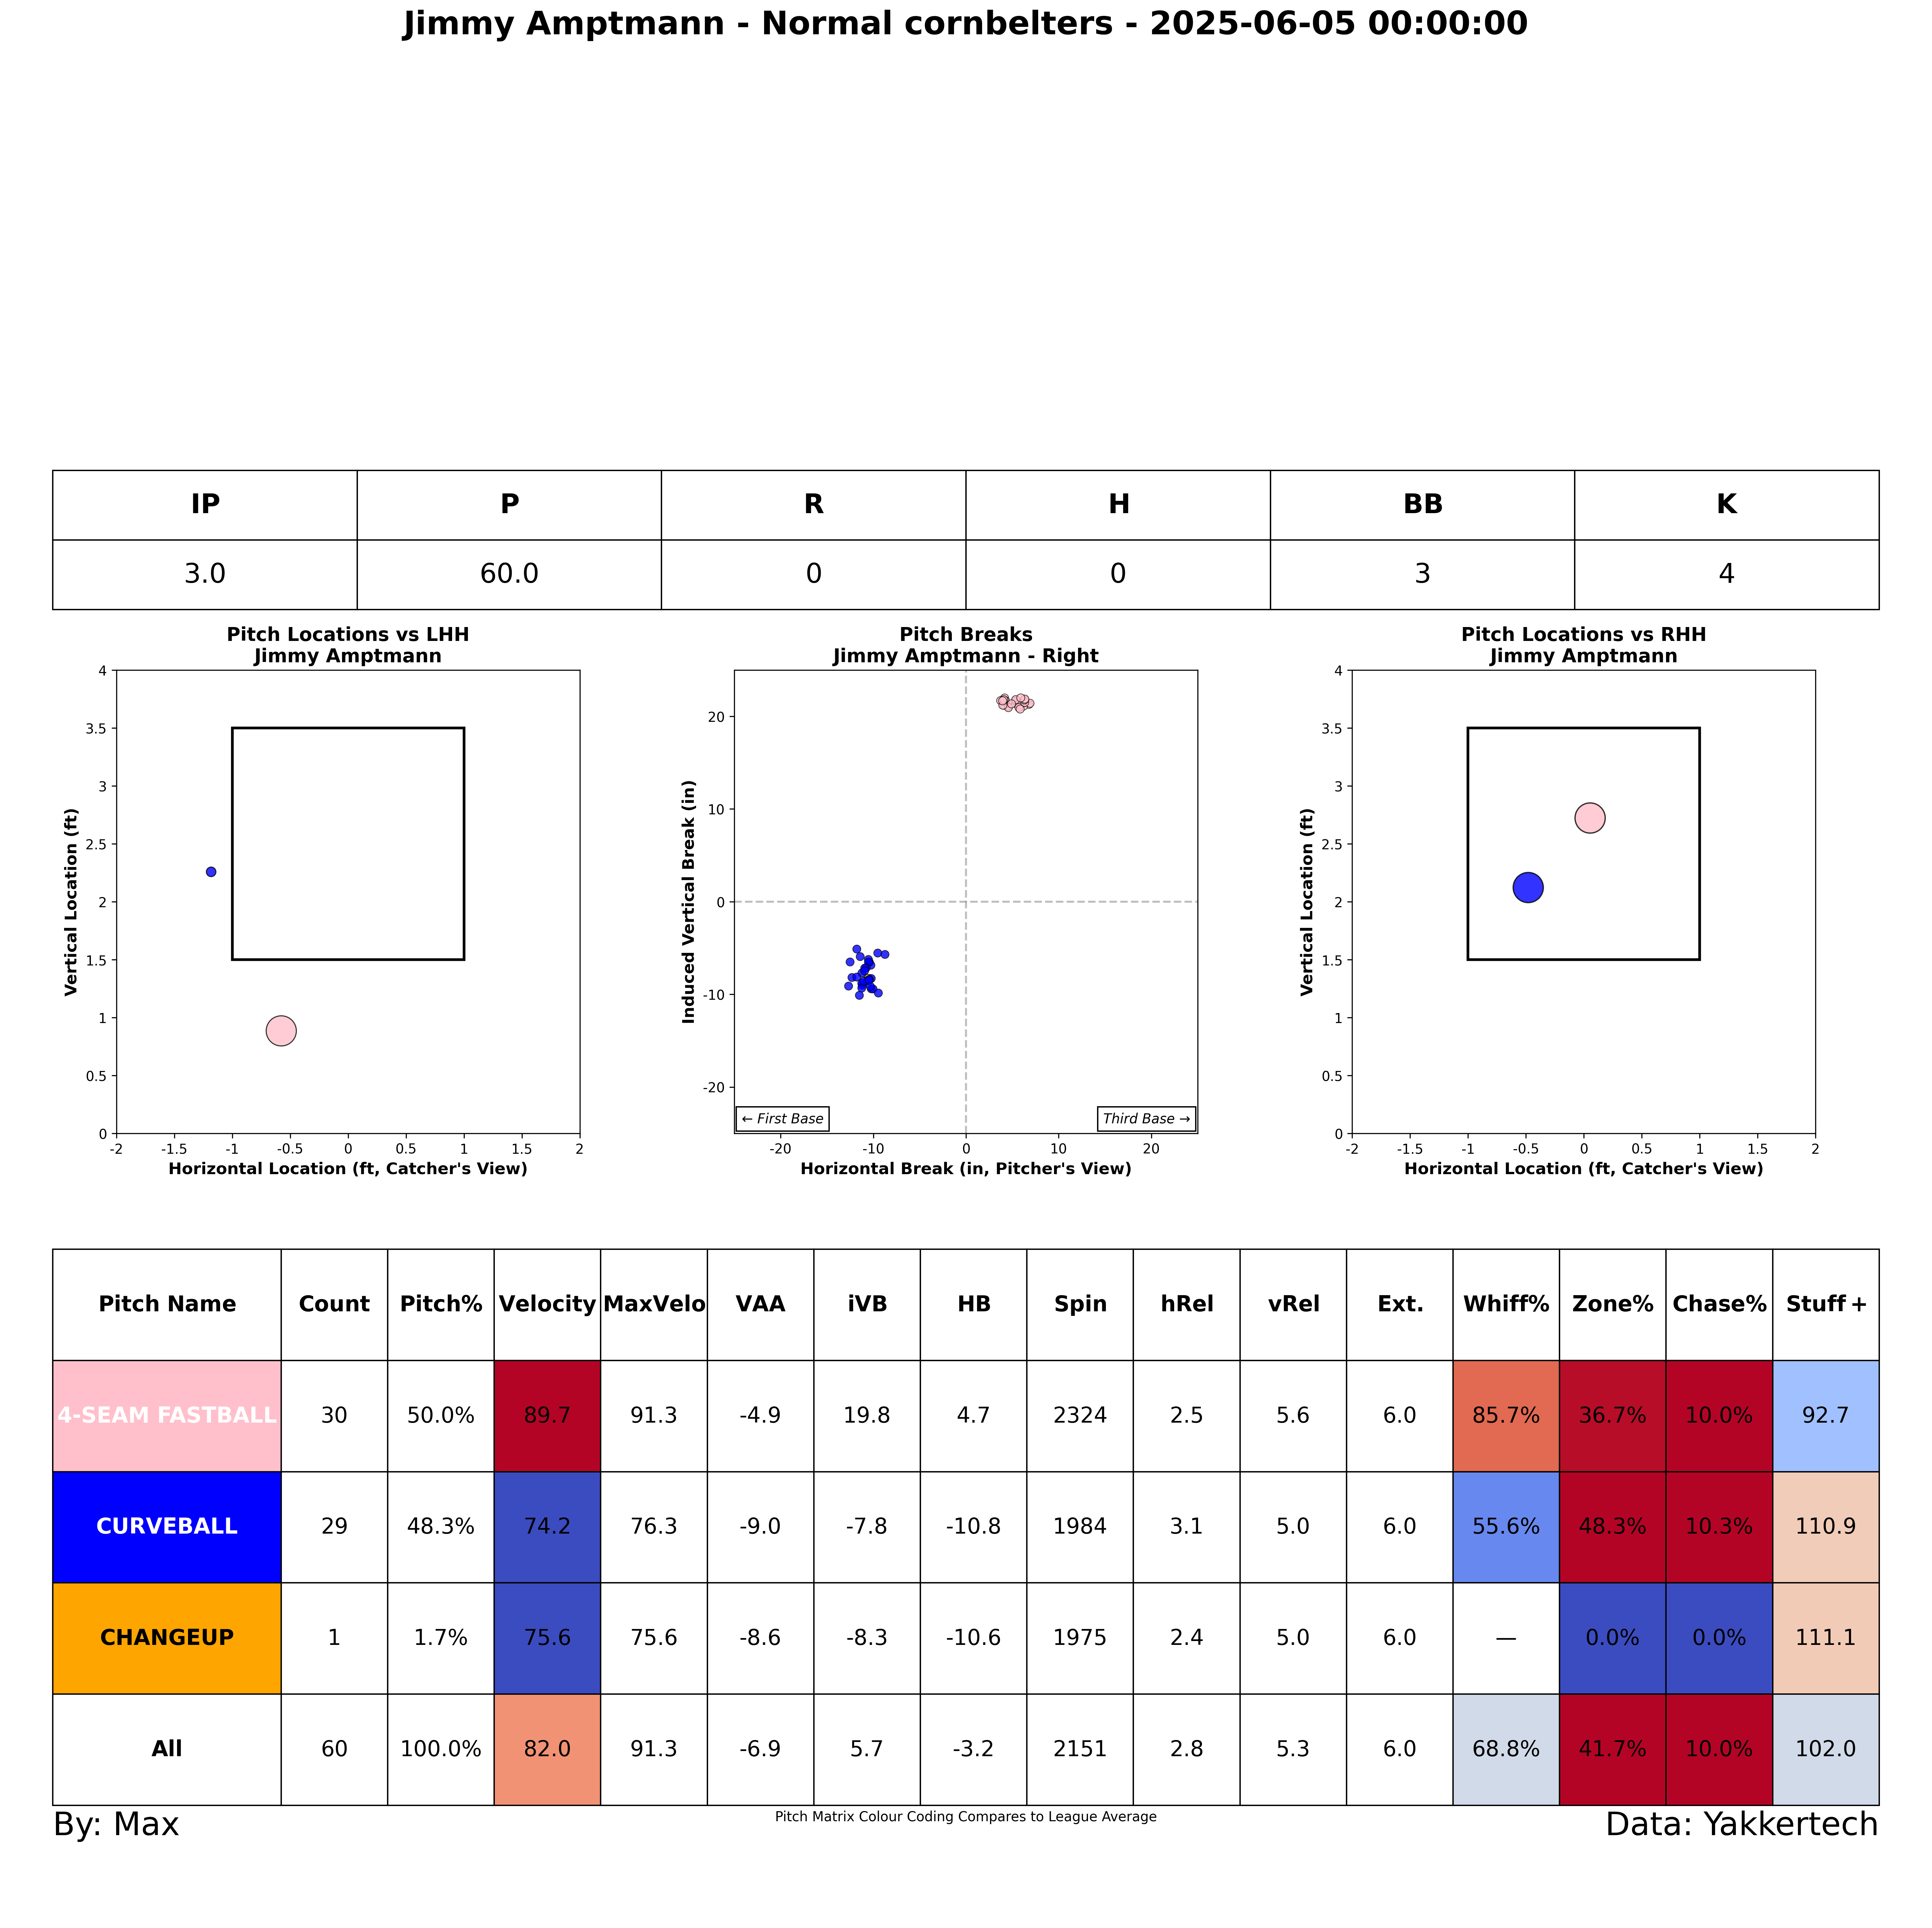 Jimmy Amptmann - Normal cornbelters - 2025-06-05 00:00:00
IP P R H BB K
3.0 60.0 0 0 3 4
Pitch Locations vs LHH
Jimmy Amptmann
4
3.5
3
2.5
2
1.5
1
0.5
0
Vertical Location (ft)
-2 -1.5 -1 -0.5 0 0.5 1 1.5 2
Horizontal Location (ft, Catcher's View)
Pitch Breaks
Jimmy Amptmann - Right
20
10
0
-10
-20
Induced Vertical Break (in)
← First Base
Third Base →
-20 -10 0 10 20
Horizontal Break (in, Pitcher's View)
Pitch Locations vs RHH
Jimmy Amptmann
4
3.5
3
2.5
2
1.5
1
0.5
0
Vertical Location (ft)
-2 -1.5 -1 -0.5 0 0.5 1 1.5 2
Horizontal Location (ft, Catcher's View)
Pitch Name Count Pitch% Velocity MaxVelo VAA iVB HB Spin hRel vRel Ext. Whiff% Zone% Chase% Stuff +
4-SEAM FASTBALL 30 50.0% 89.7 91.3 -4.9 19.8 4.7 2324 2.5 5.6 6.0 85.7% 36.7% 10.0% 92.7
CURVEBALL 29 48.3% 74.2 76.3 -9.0 -7.8 -10.8 1984 3.1 5.0 6.0 55.6% 48.3% 10.3% 110.9
CHANGEUP 1 1.7% 75.6 75.6 -8.6 -8.3 -10.6 1975 2.4 5.0 6.0 — 0.0% 0.0% 111.1
All 60 100.0% 82.0 91.3 -6.9 5.7 -3.2 2151 2.8 5.3 6.0 68.8% 41.7% 10.0% 102.0
By: Max
Pitch Matrix Colour Coding Compares to League Average
Data: Yakkertech